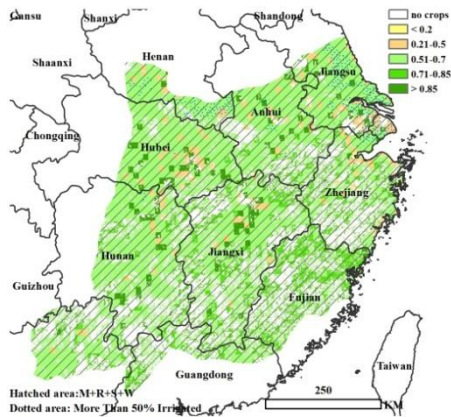 Gansu
Shanxi
Shandong
Henan
Shaanxi
Jiangsu
Anhui
Chongqing
Hubei
Zhejiang
Hunan
Jiangxi
Guizhou
Fujian
Guangdong
Taiwan
no crops
< 0.2
0.21-0.5
0.51-0.7
0.71-0.85
> 0.85
Hatched area:M+R+S+W
Dotted area: More Than 50% Irrigated
250
KM